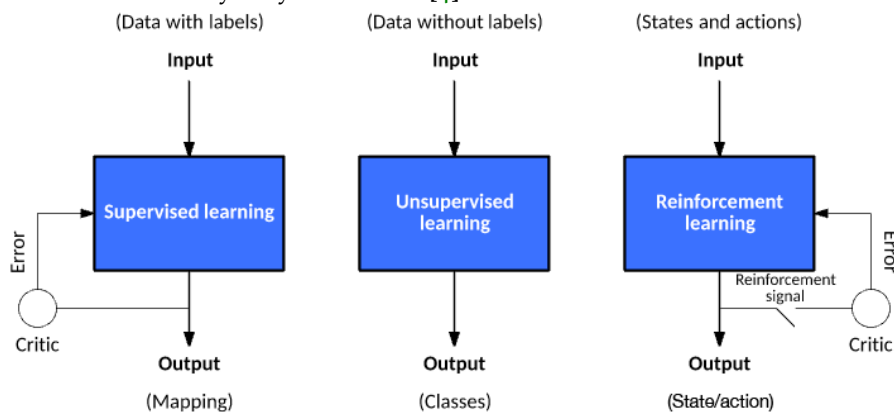 (Data with labels)
Input
Supervised learning
Error
Critic
Output
(Mapping)
(Data without labels)
Input
Unsupervised
learning
Output
(Classes)
(States and actions)
Input
Reinforcement
learning
Error
Reinforcement
signal
Critic
Output
(State/action)